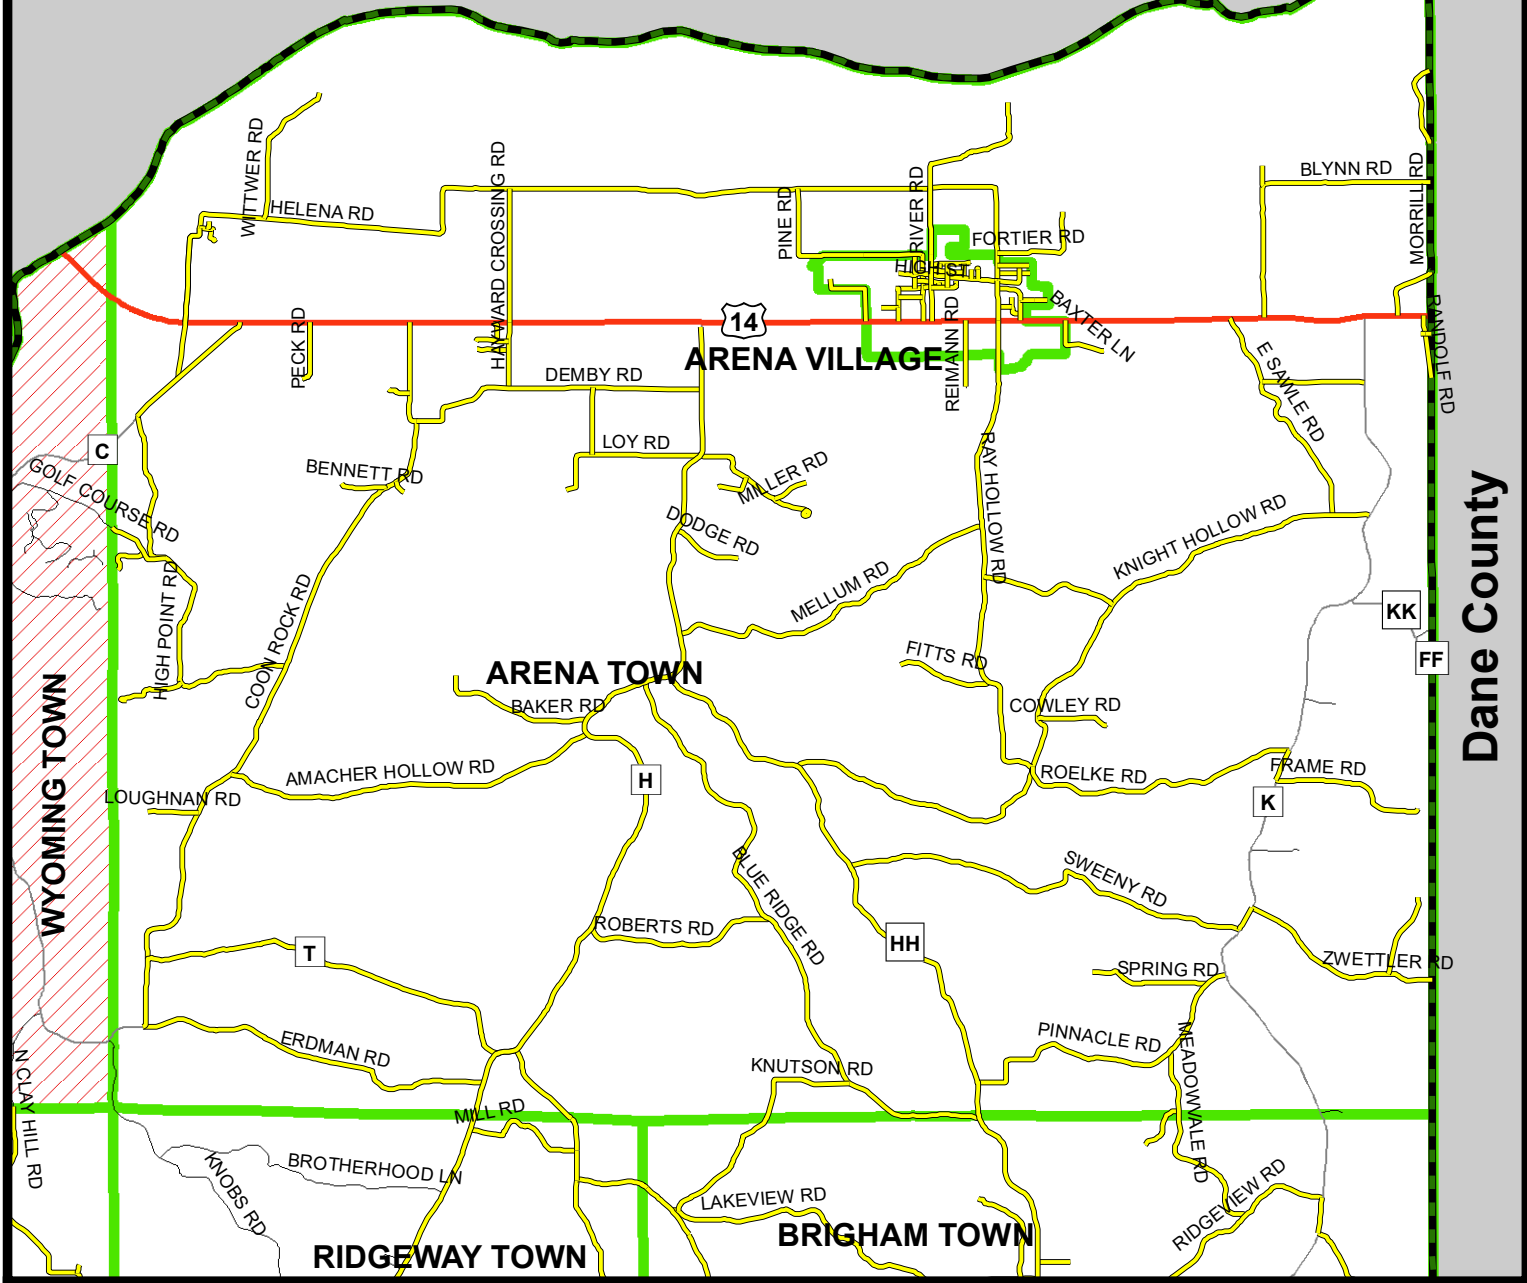 WITTWER RD
HELENA RD
HAYWARD CROSSING RD
PINE RD
RIVER RD
FORTIER RD
HIGH ST
BLYNN RD
MORRILL RD
PECK RD
14
ARENA VILLAGE
REIMANN RD
BAXTER LN
RANDOLF RD
E SAWLE RD
DEMBY RD
LOY RD
MILLER RD
DODGE RD
C
GOLF COURSE RD
BENNETT RD
RAY HOLLOW RD
KNIGHT HOLLOW RD
MELLUM RD
HIGH POINT RD
COON ROCK RD
KK
FF
Dane County
FITTS RD
ARENA TOWN
BAKER RD
COWLEY RD
WYOMING TOWN
AMACHER HOLLOW RD
H
ROELKE RD
FRAME RD
LOUGHNAN RD
K
BLUE RIDGE RD
SWEENY RD
ROBERTS RD
HH
T
SPRING RD
ZWETTLER RD
ERDMAN RD
PINNACLE RD
MEADOWVALE RD
KNUTSON RD
N CLAY HILL RD
MILL RD
BROTHERHOOD LN
KNOBS RD
LAKEVIEW RD
RIDGEVIEW RD
BRIGHAM TOWN
RIDGEWAY TOWN